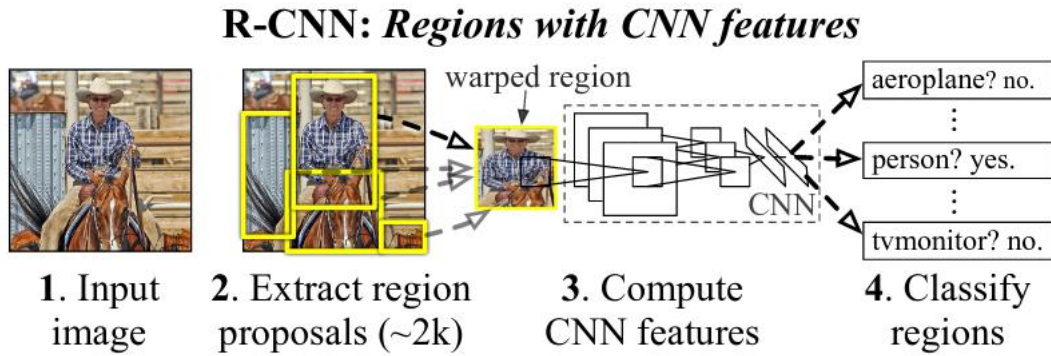 R-CNN: Regions with CNN features
warped region
aeroplane? no.
⋮
person? yes.
⋮
tvmonitor? no.
CNN
1. Input
image
2. Extract region
proposals (~2k)
3. Compute
CNN features
4. Classify
regions